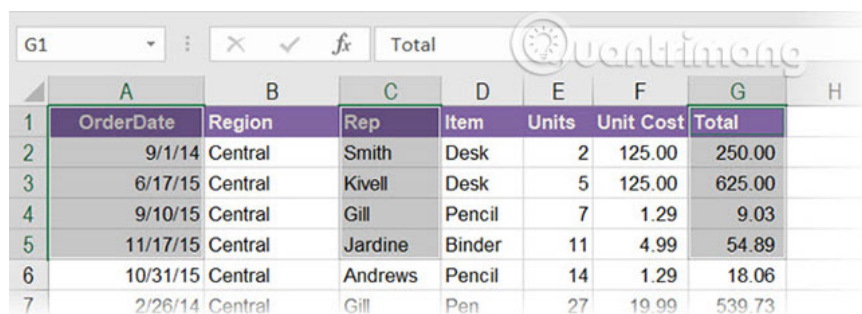 G1 fx Total
Quantrimang
A B C D E F G H
1 OrderDate Region Rep Item Units Unit Cost Total
2 9/1/14 Central Smith Desk 2 125.00 250.00
3 6/17/15 Central Kivell Desk 5 125.00 625.00
4 9/10/15 Central Gill Pencil 7 1.29 9.03
5 11/17/15 Central Jardine Binder 11 4.99 54.89
6 10/31/15 Central Andrews Pencil 14 1.29 18.06
7 2/26/14 Central Gill Pen 27 19.99 539.73